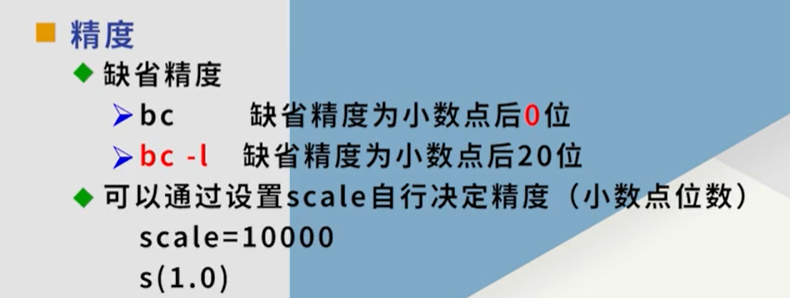 精度
缺省精度
bc 缺省精度为小数点后0位
bc -l 缺省精度为小数点后20位
可以通过设置scale自行决定精度（小数点位数）
scale=10000
s(1.0)